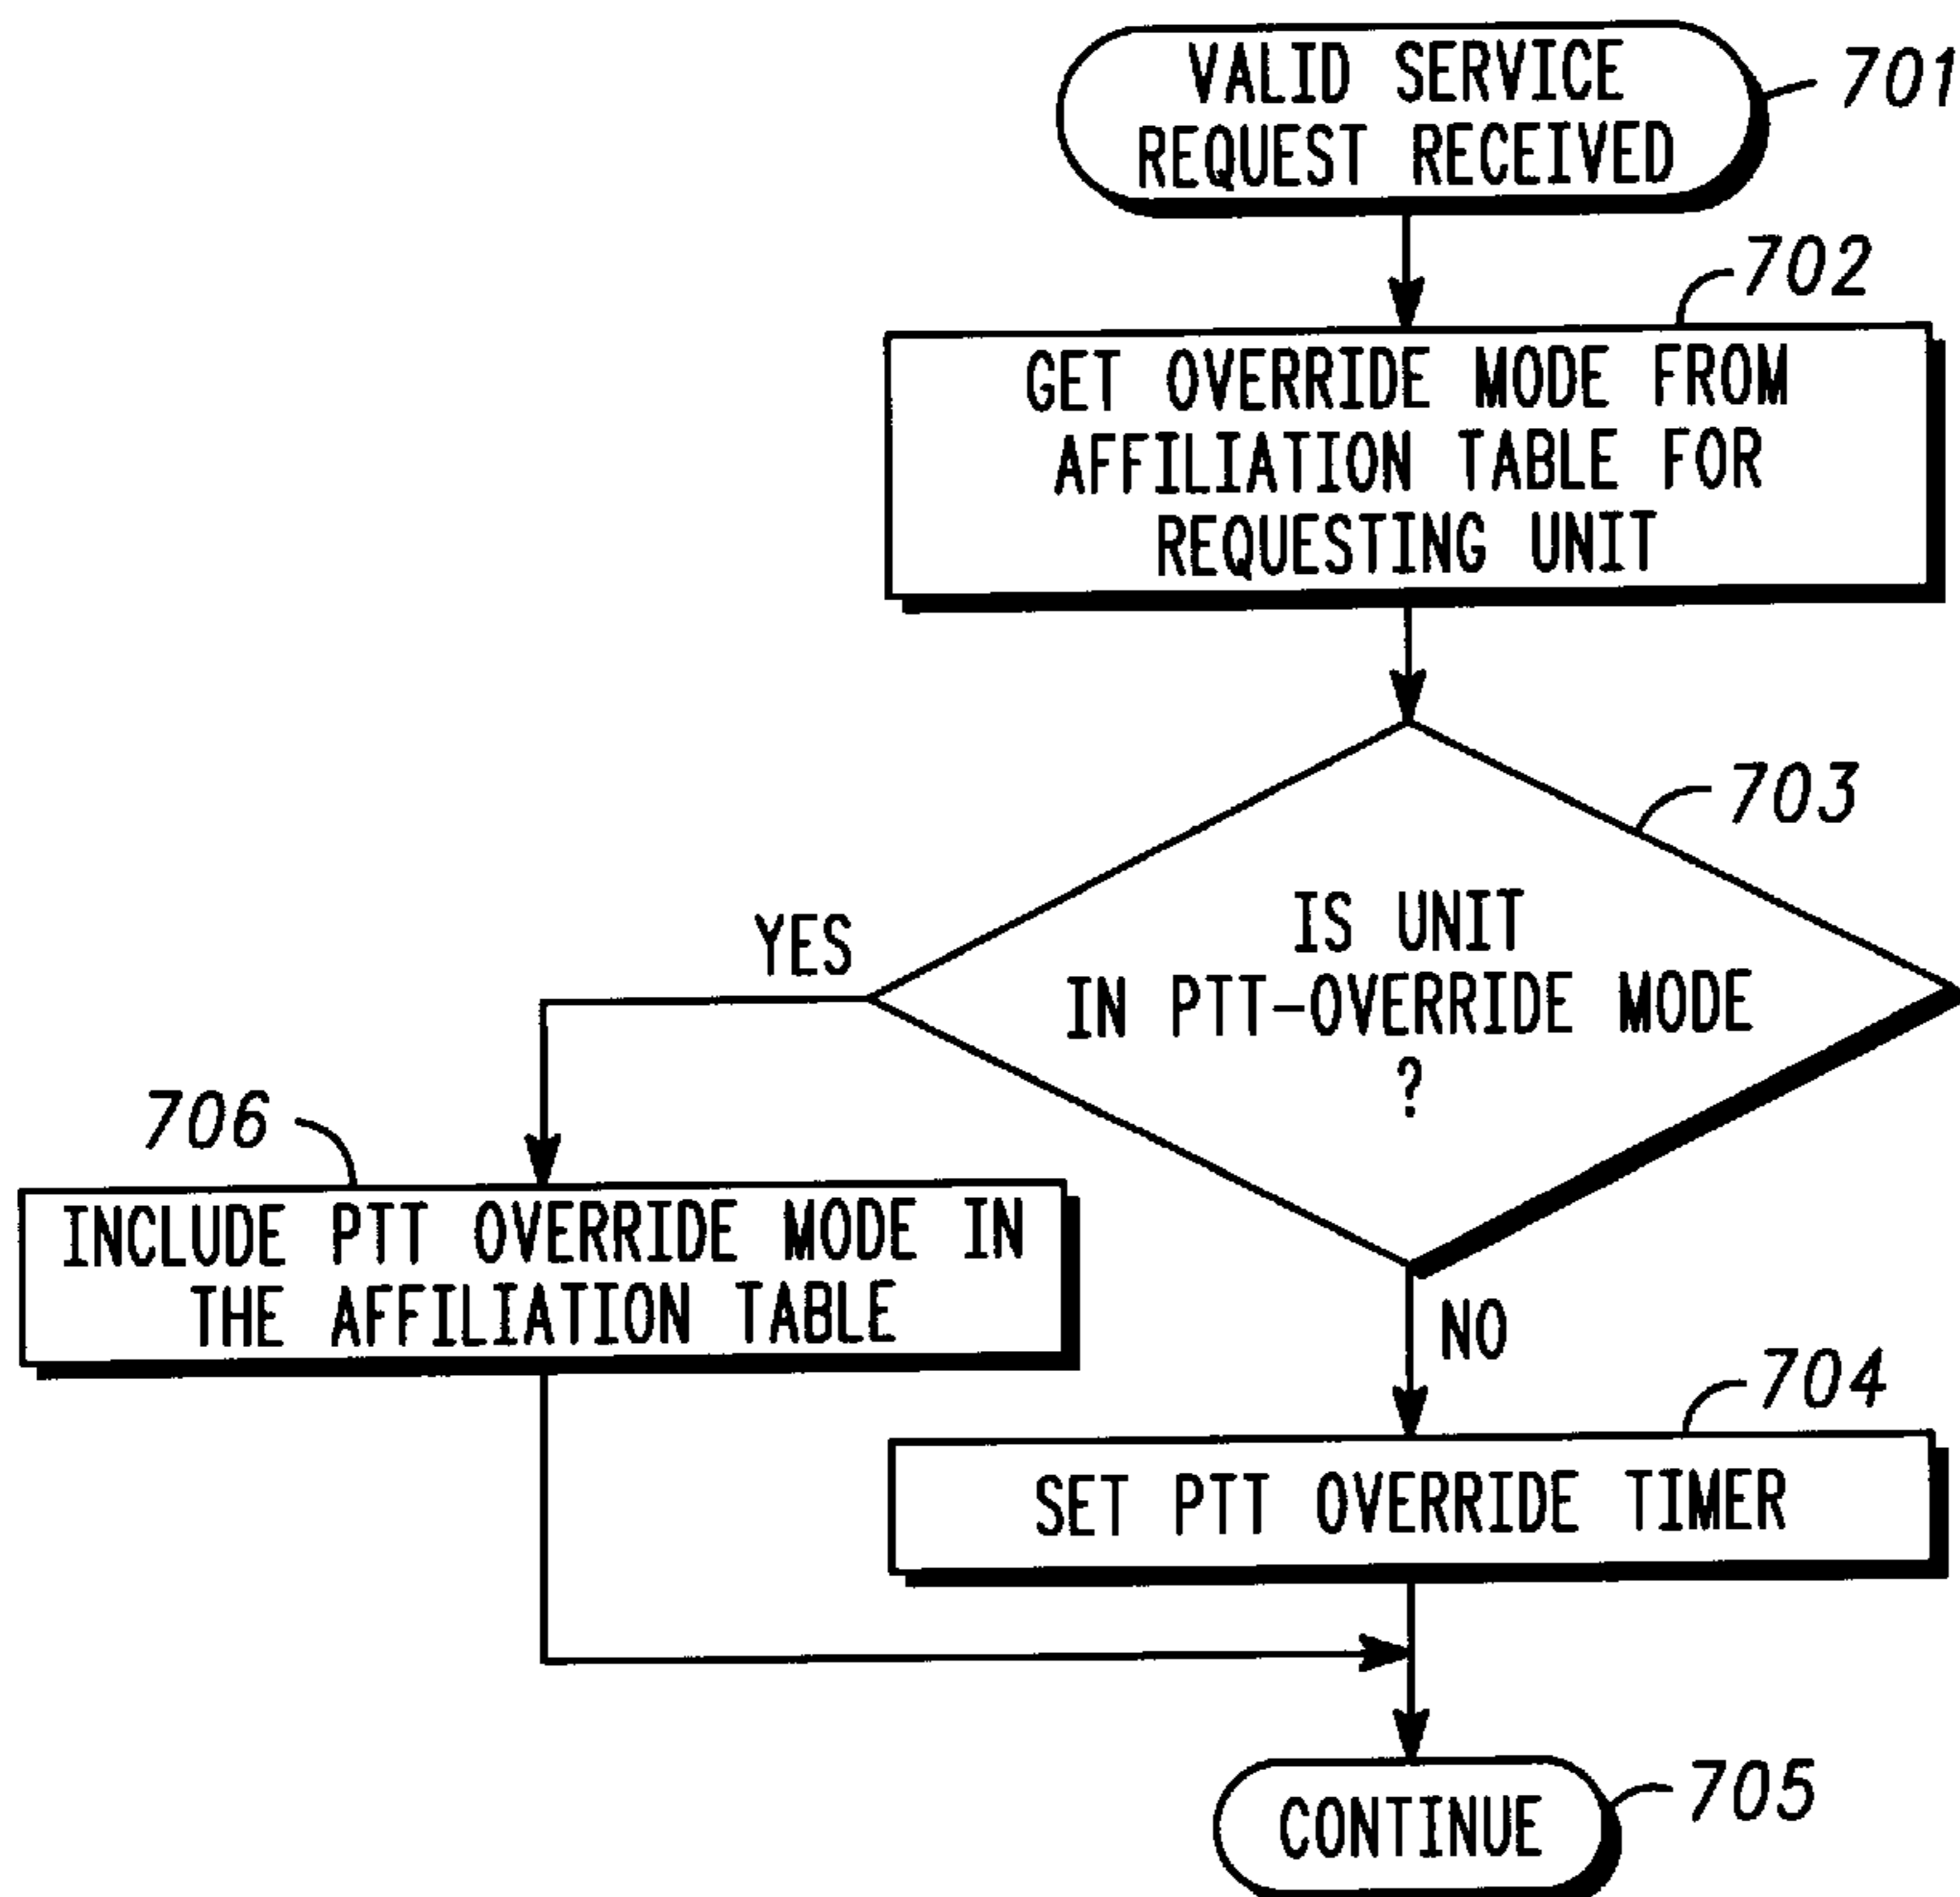 VALID SERVICE
REQUEST RECEIVED
701
702
GET OVERRIDE MODE FROM
AFFILIATION TABLE FOR
REQUESTING UNIT
703
IS UNIT
IN PTT-OVERRIDE MODE
?
YES
706
INCLUDE PTT OVERRIDE MODE IN
THE AFFILIATION TABLE
NO
704
SET PTT OVERRIDE TIMER
CONTINUE
705